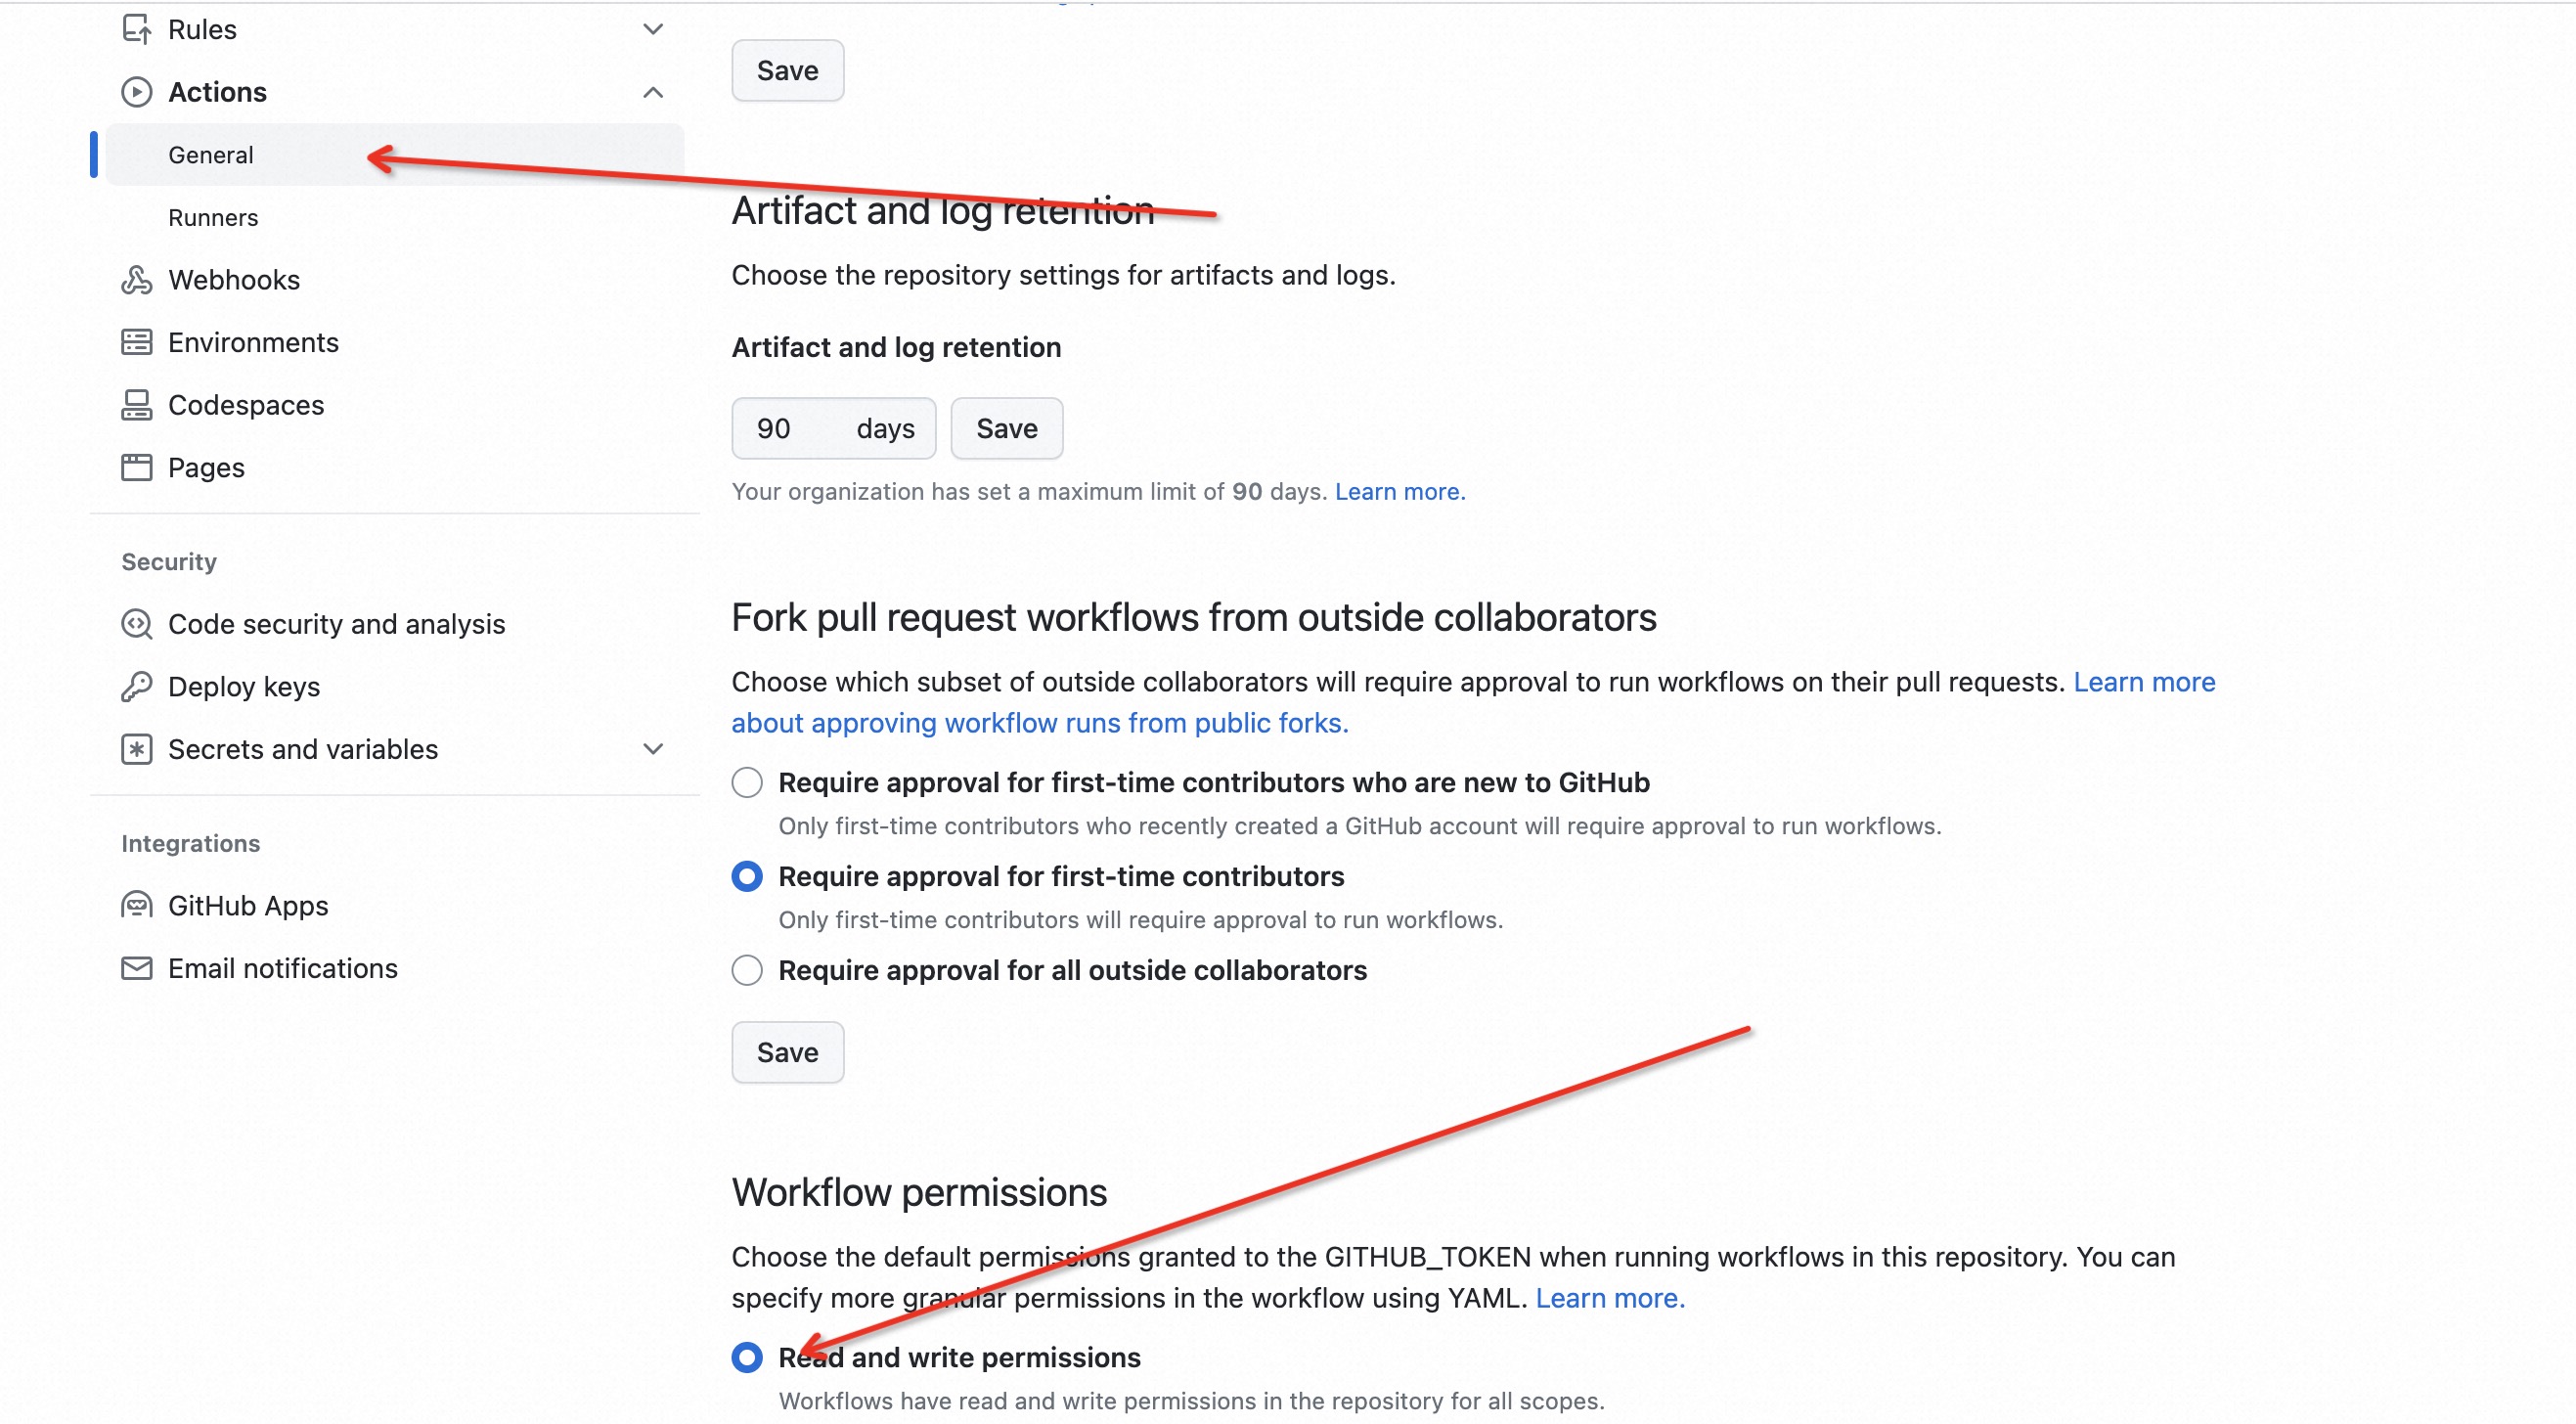 Rules
Actions
General
Runners
Webhooks
Environments
Codespaces
Pages
Security
Code security and analysis
Deploy keys
Secrets and variables
Integrations
GitHub Apps
Email notifications
Save
Artifact and log retention
Choose the repository settings for artifacts and logs.
Artifact and log retention
90 days Save
Your organization has set a maximum limit of 90 days. Learn more.
Fork pull request workflows from outside collaborators
Choose which subset of outside collaborators will require approval to run workflows on their pull requests. Learn more
about approving workflow runs from public forks.
Require approval for first-time contributors who are new to GitHub
Only first-time contributors who recently created a GitHub account will require approval to run workflows.
Require approval for first-time contributors
Only first-time contributors will require approval to run workflows.
Require approval for all outside collaborators
Save
Workflow permissions
Choose the default permissions granted to the GITHUB_TOKEN when running workflows in this repository. You can
specify more granular permissions in the workflow using YAML. Learn more.
Read and write permissions
Workflows have read and write permissions in the repository for all scopes.